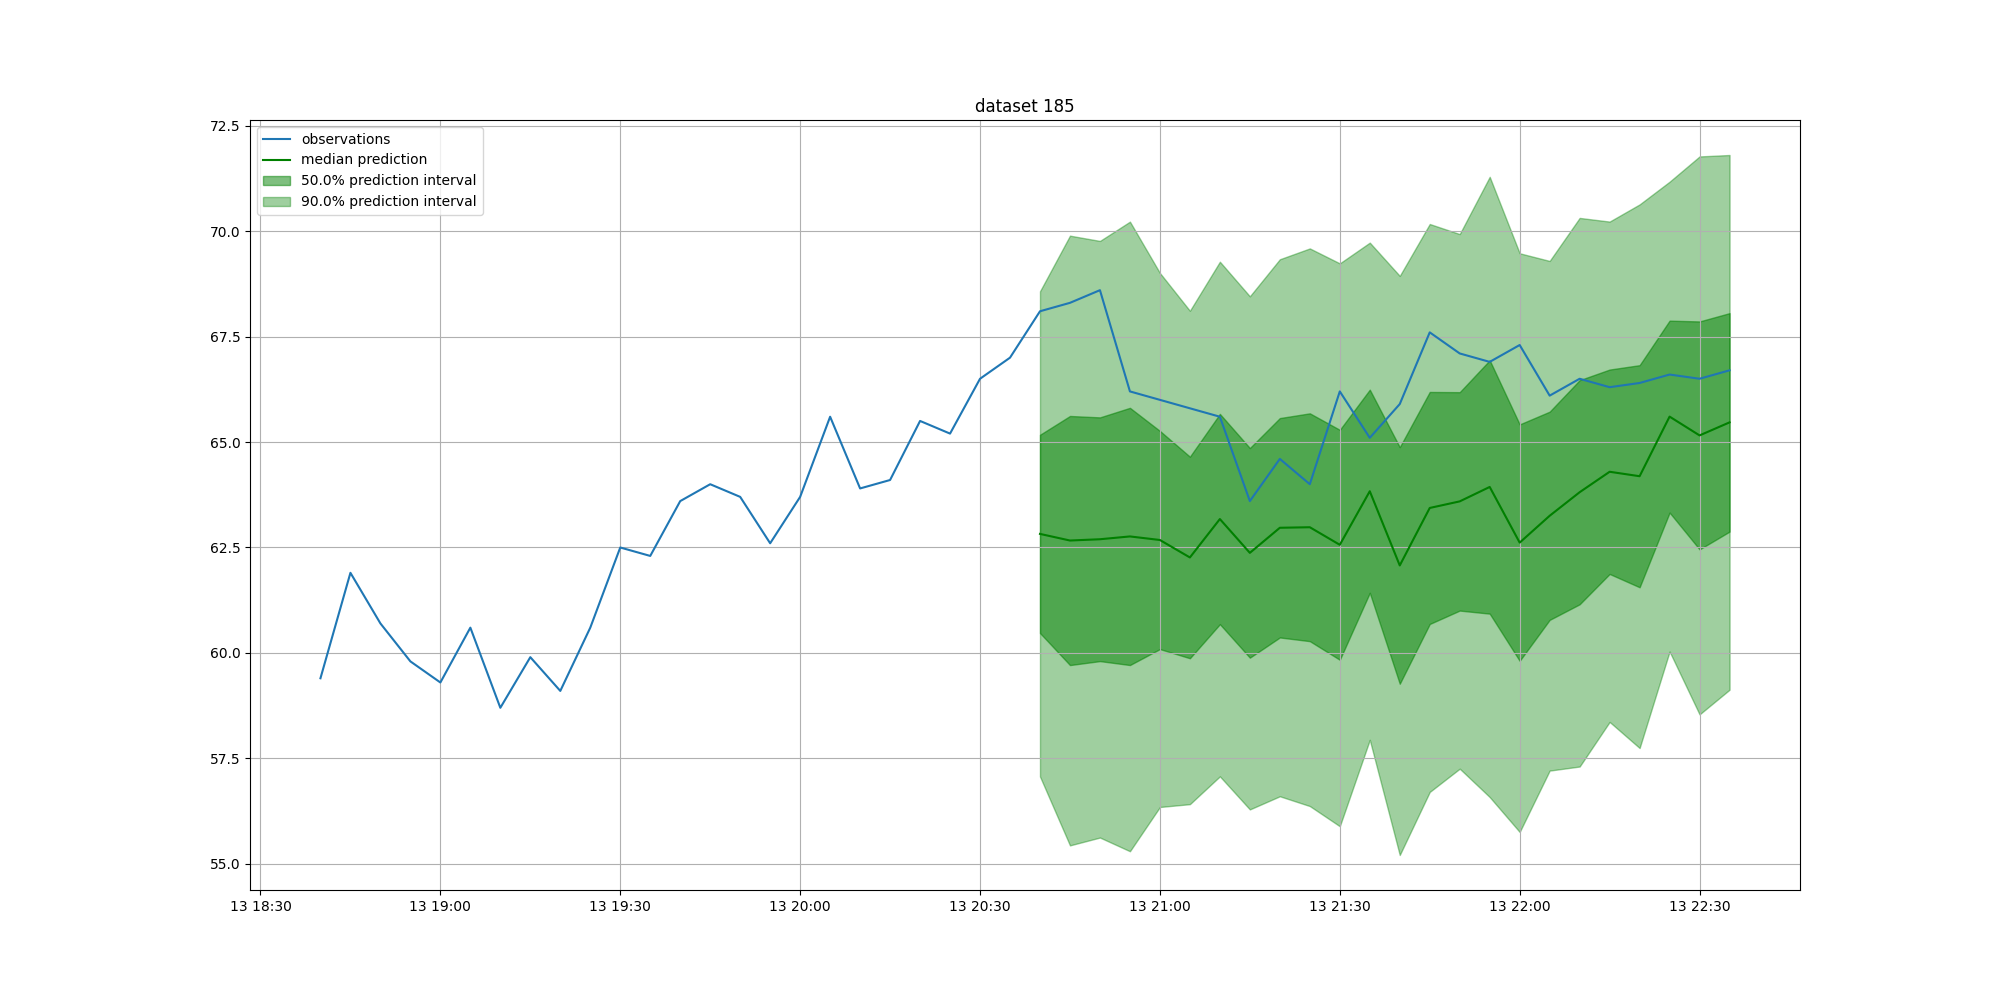 dataset 185
observations
median prediction
50.0% prediction interval
90.0% prediction interval
72.5
70.0
67.5
65.0
62.5
60.0
57.5
55.0
13 18:30 13 19:00 13 19:30 13 20:00 13 20:30 13 21:00 13 21:30 13 22:00 13 22:30